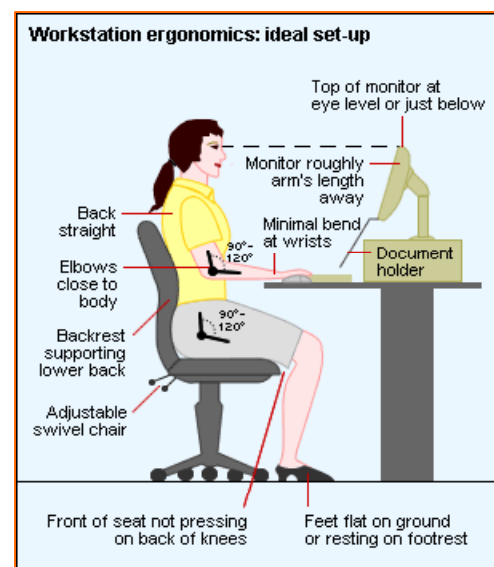 Workstation ergonomics: ideal set-up
Top of monitor at
eye level or just below
Monitor roughly
arm's length
away
Back
straight
Minimal bend
at wrists
90°-
120°
Document
holder
Elbows
close to
body
90°-
120°
Backrest
supporting
lower back
Adjustable
swivel chair
Front of seat not pressing
on back of knees
Feet flat on ground
or resting on footrest